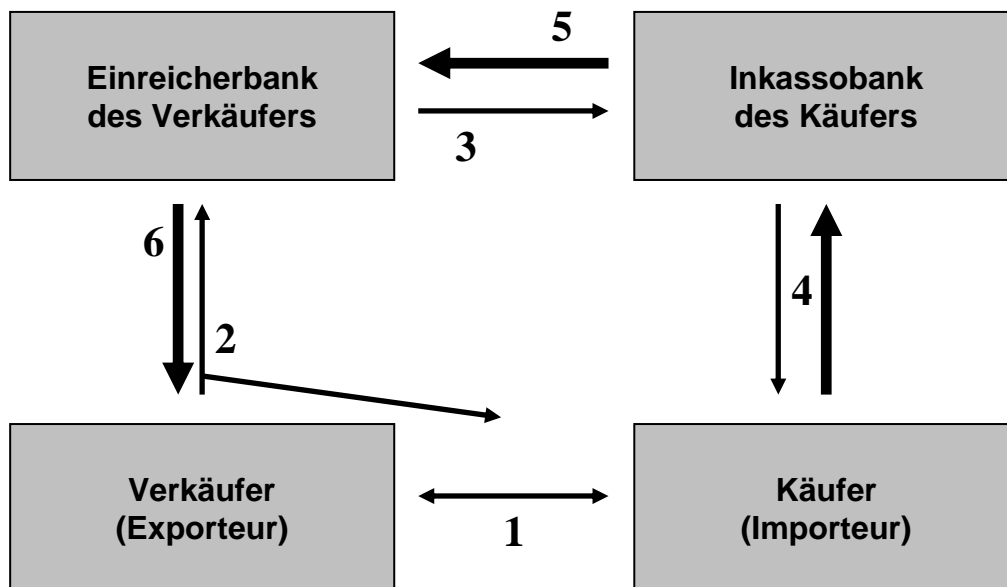 5
Einreicherbank
des Verkäufers
Inkassobank
des Käufers
3
6
4
2
Verkäufer
(Exporteur)
Käufer
(Importeur)
1